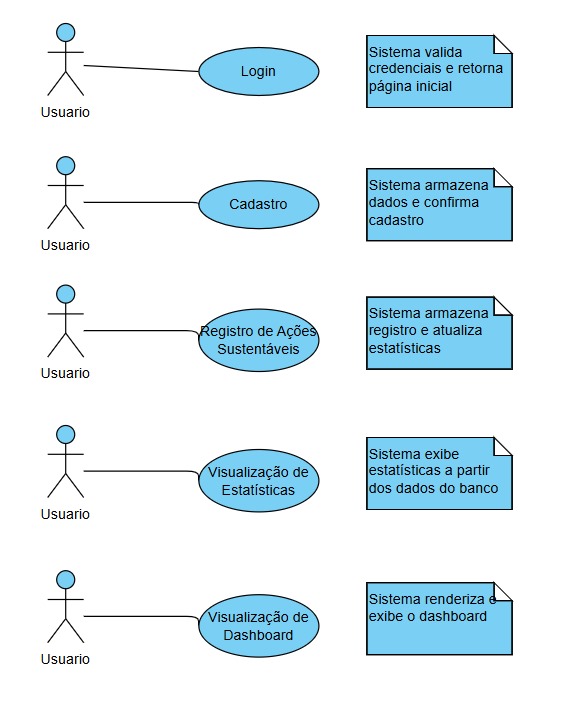 Usuario
Login
Sistema valida
credenciais e retorna
página inicial
Usuario
Cadastro
Sistema armazena
dados e confirma
cadastro
Usuario
Registro de Ações
Sustentáveis
Sistema armazena
registro e atualiza
estatísticas
Usuario
Visualização de
Estatísticas
Sistema exibe
estatísticas a partir
dos dados do banco
Usuario
Visualização de
Dashboard
Sistema renderiza e
exibe o dashboard